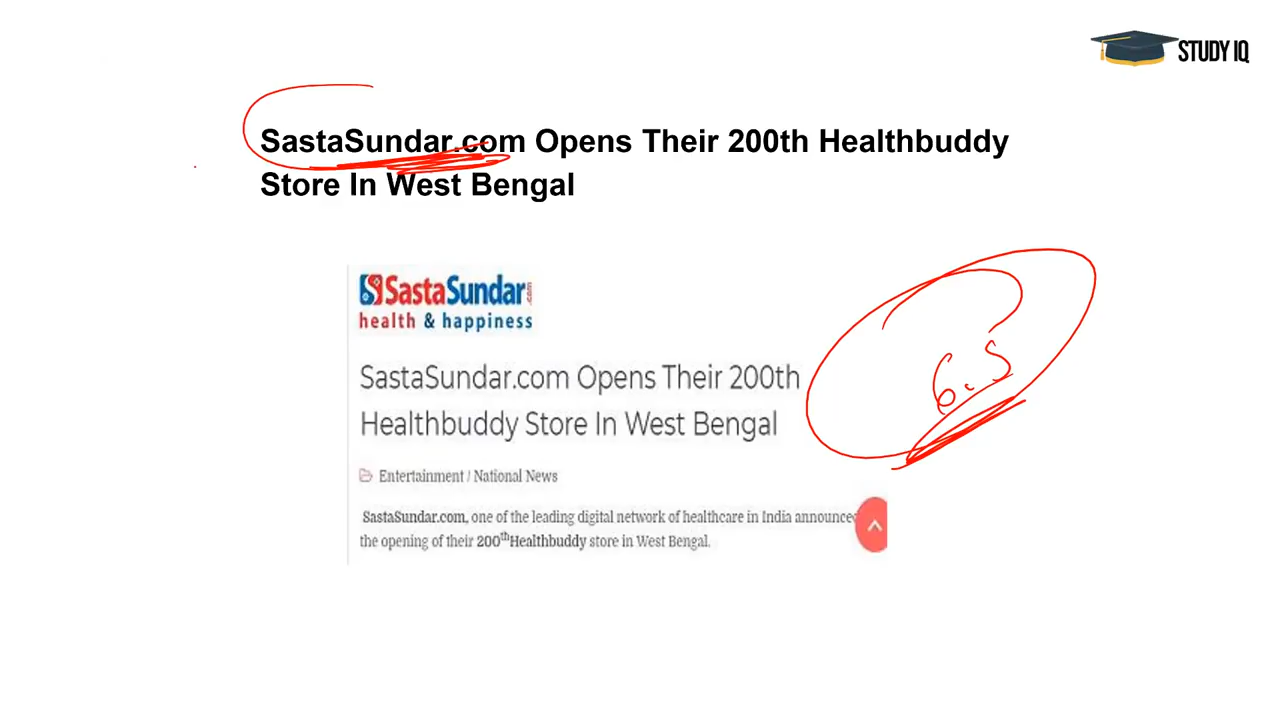 STUDY IQ
SastaSundar.com Opens Their 200th Healthbuddy
Store In West Bengal
SastaSundar.com
health & happiness
SastaSundar.com Opens Their 200th
Healthbuddy Store In West Bengal
Entertainment / National News
SastaSundar.com, one of the leading digital network of healthcare in India announced
the opening of their 200thHealthbuddy store in West Bengal.
6.5